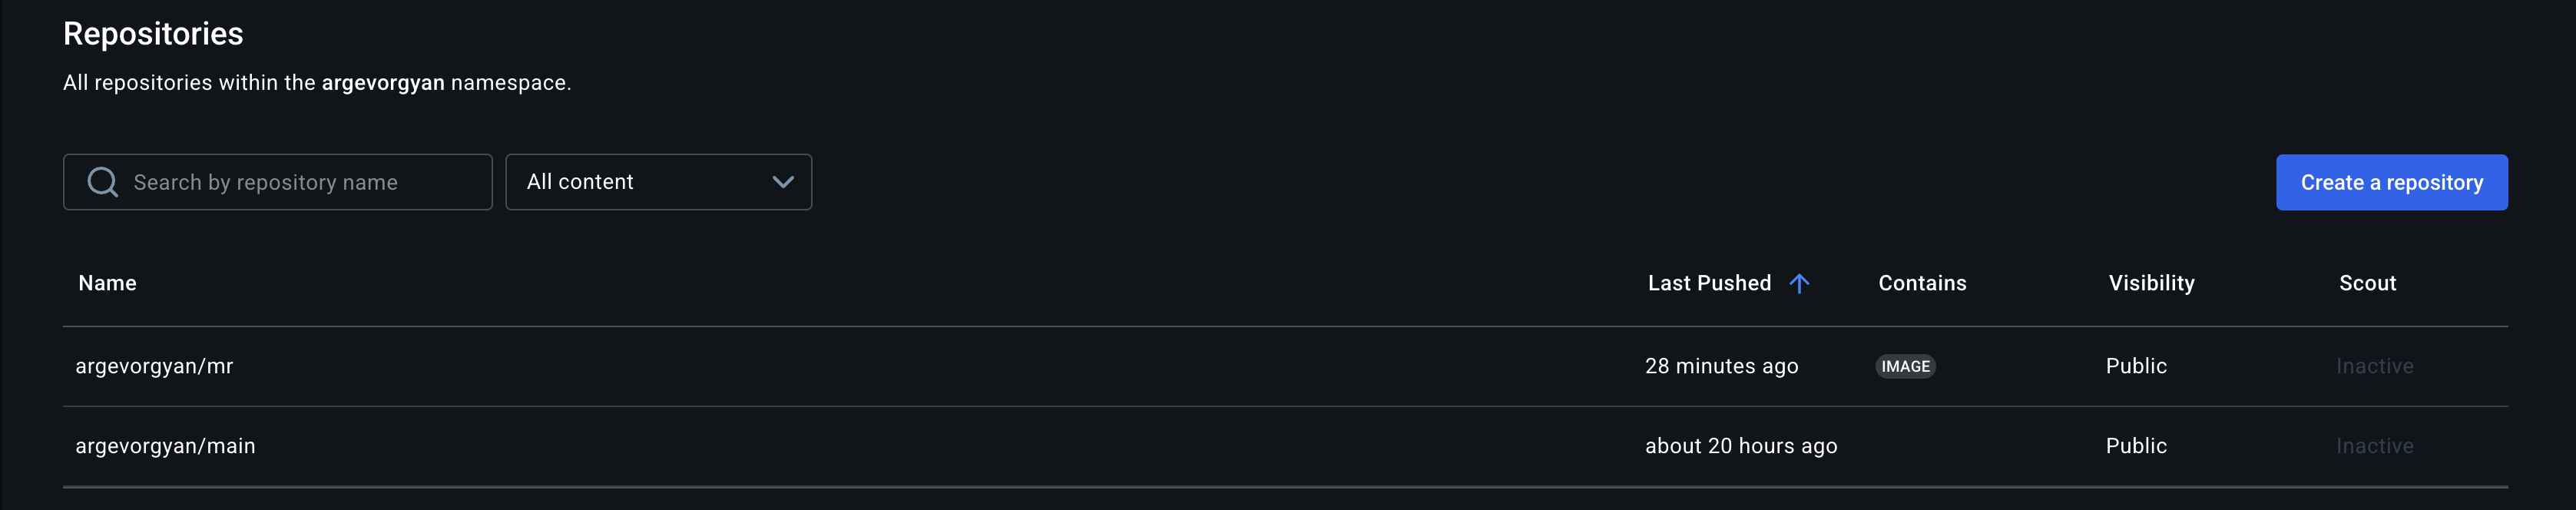 Repositories
All repositories within the argevorgyan namespace.
Search by repository name
All content
Create a repository
Name Last Pushed Contains Visibility Scout
argevorgyan/mr 28 minutes ago IMAGE Public Inactive
argevorgyan/main about 20 hours ago Public Inactive